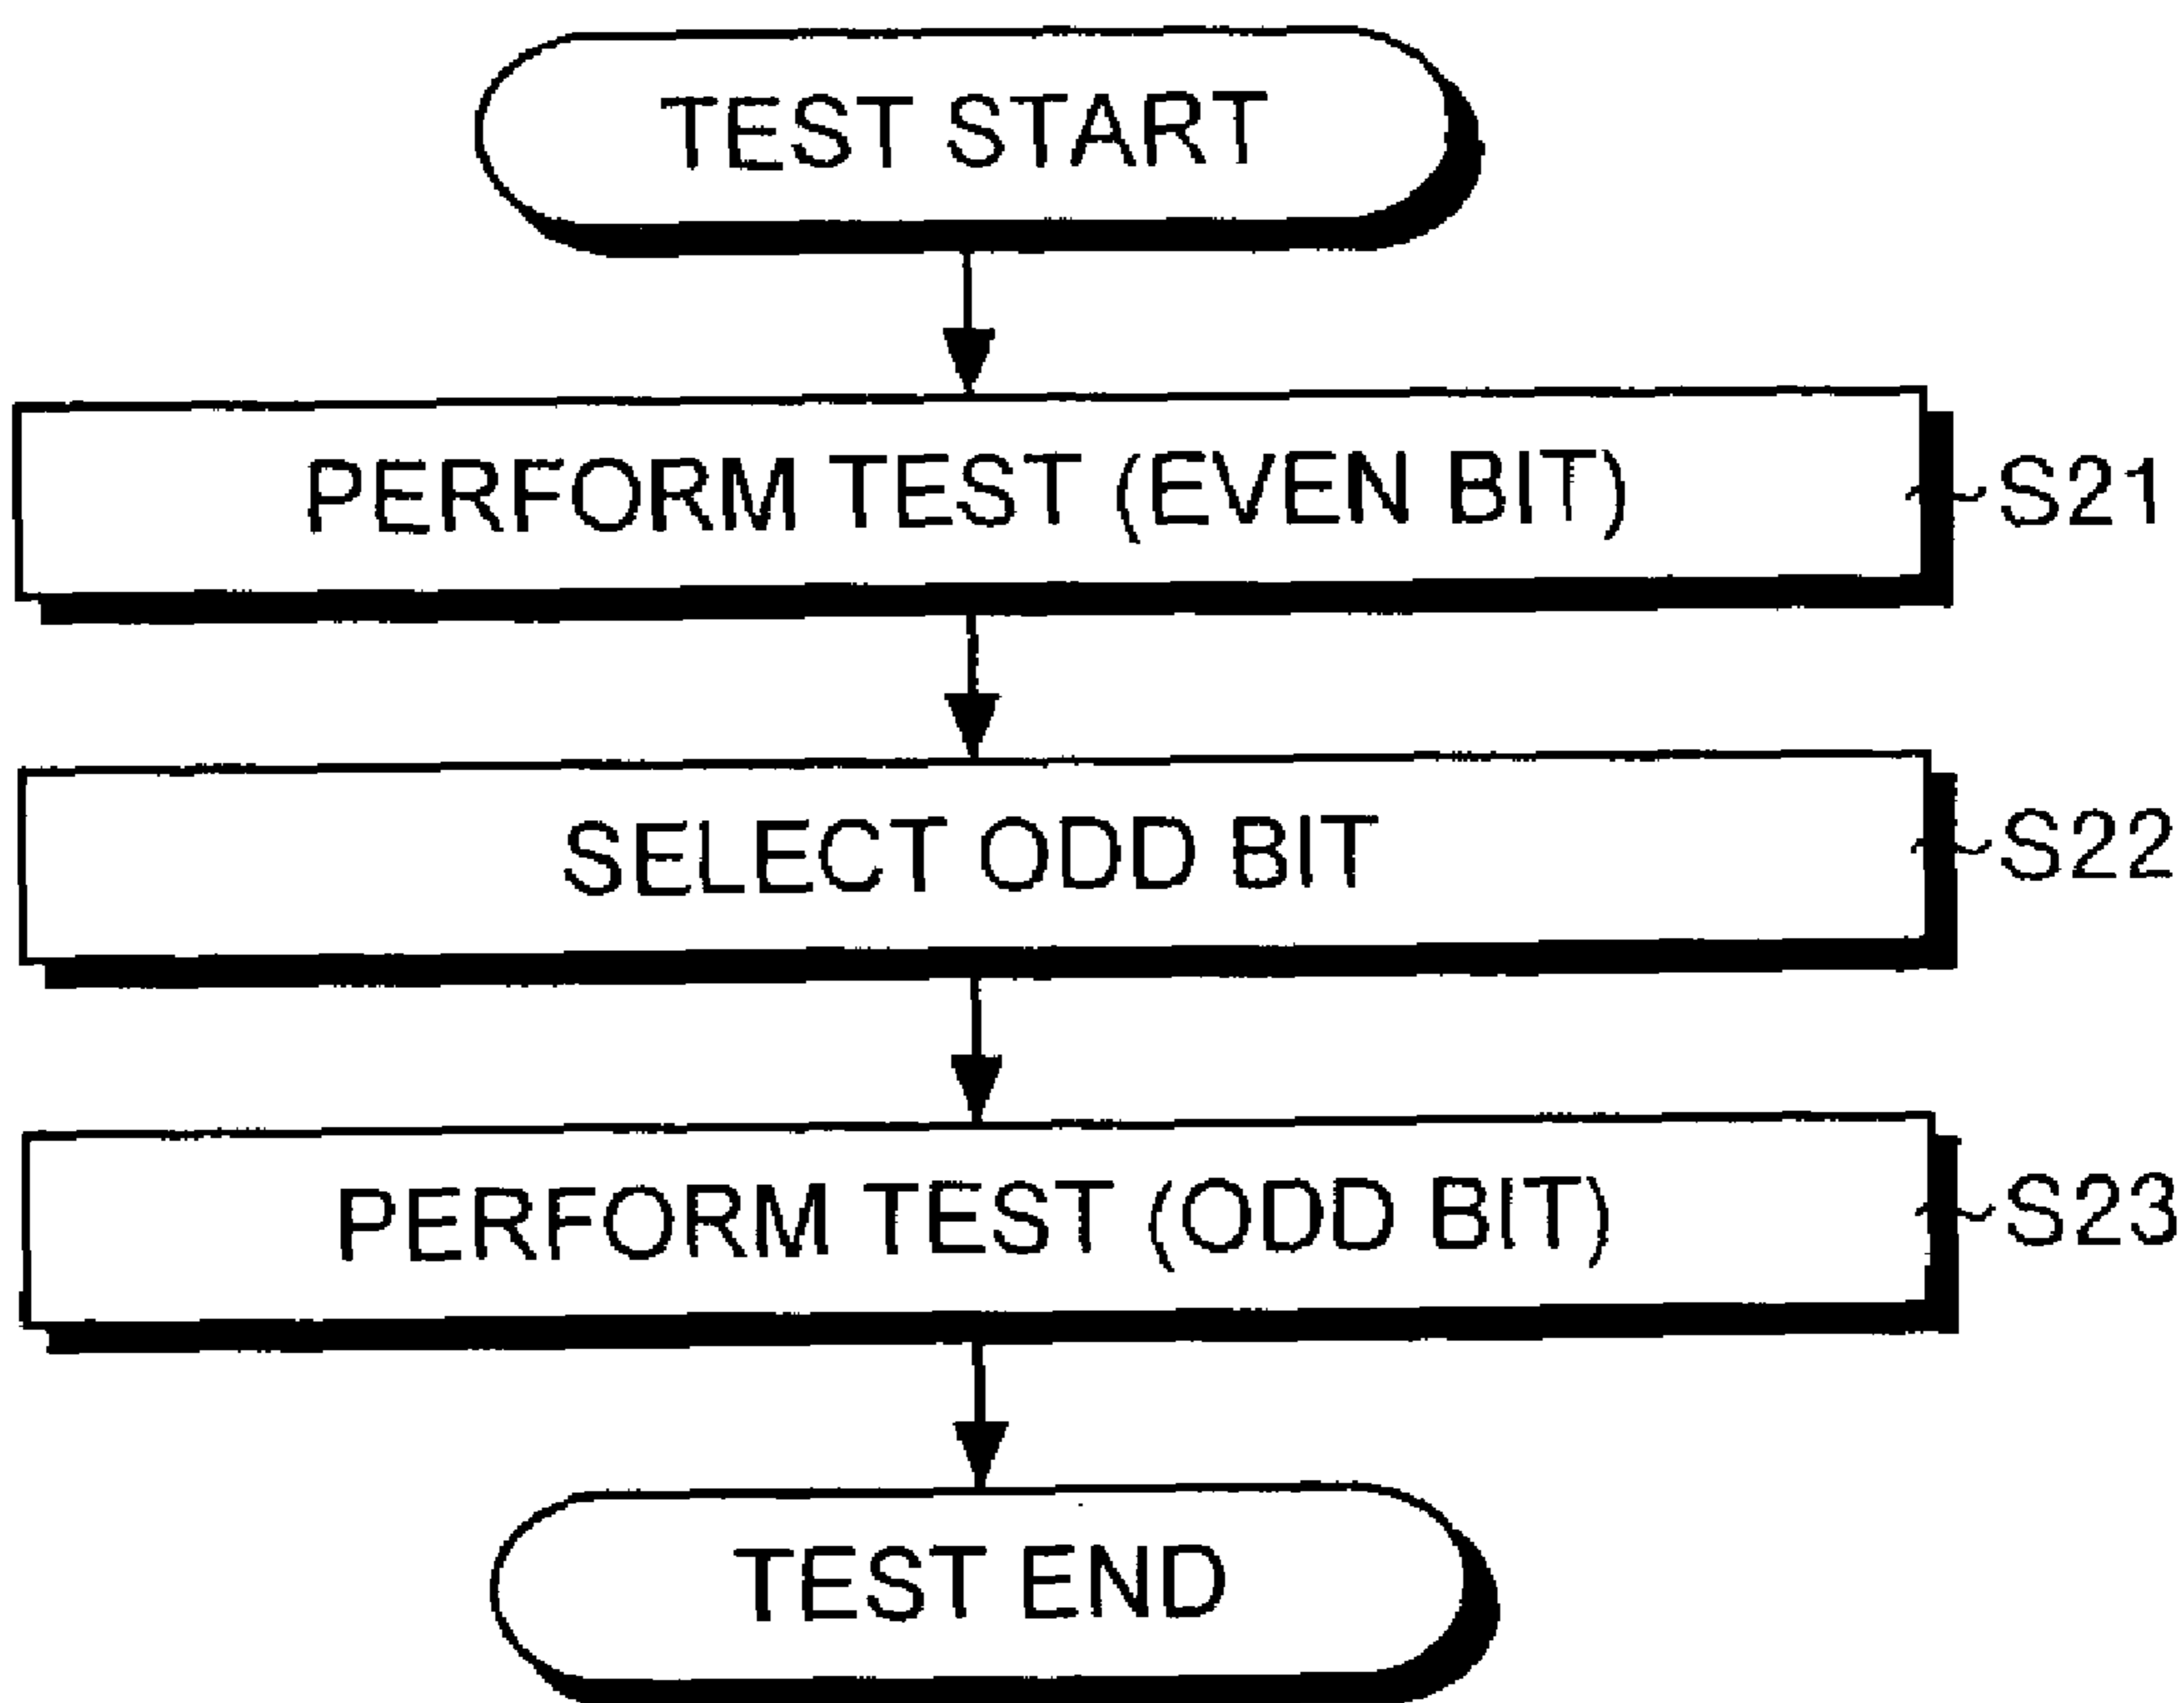 TEST START
PERFORM TEST (EVEN BIT)
S21
SELECT ODD BIT
S22
PERFORM TEST (ODD BIT)
S23
TEST END